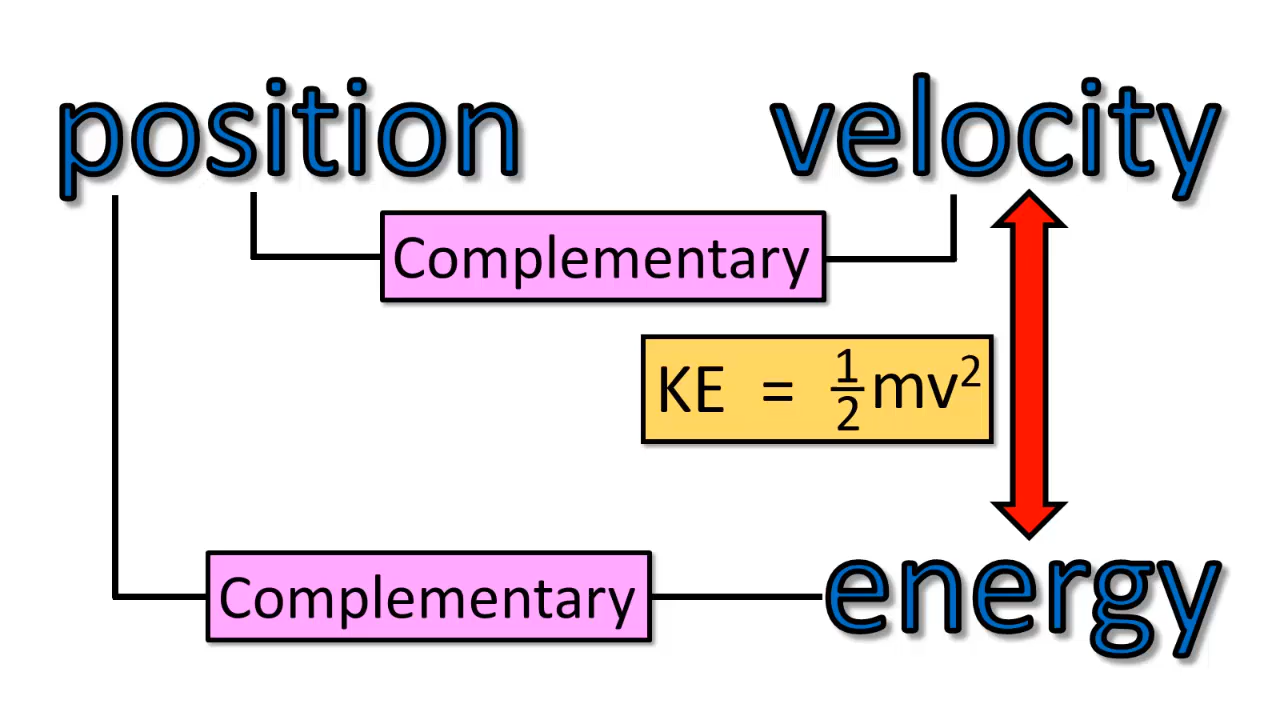 position velocity
Complementary
KE = ½mv²
Complementary
energy